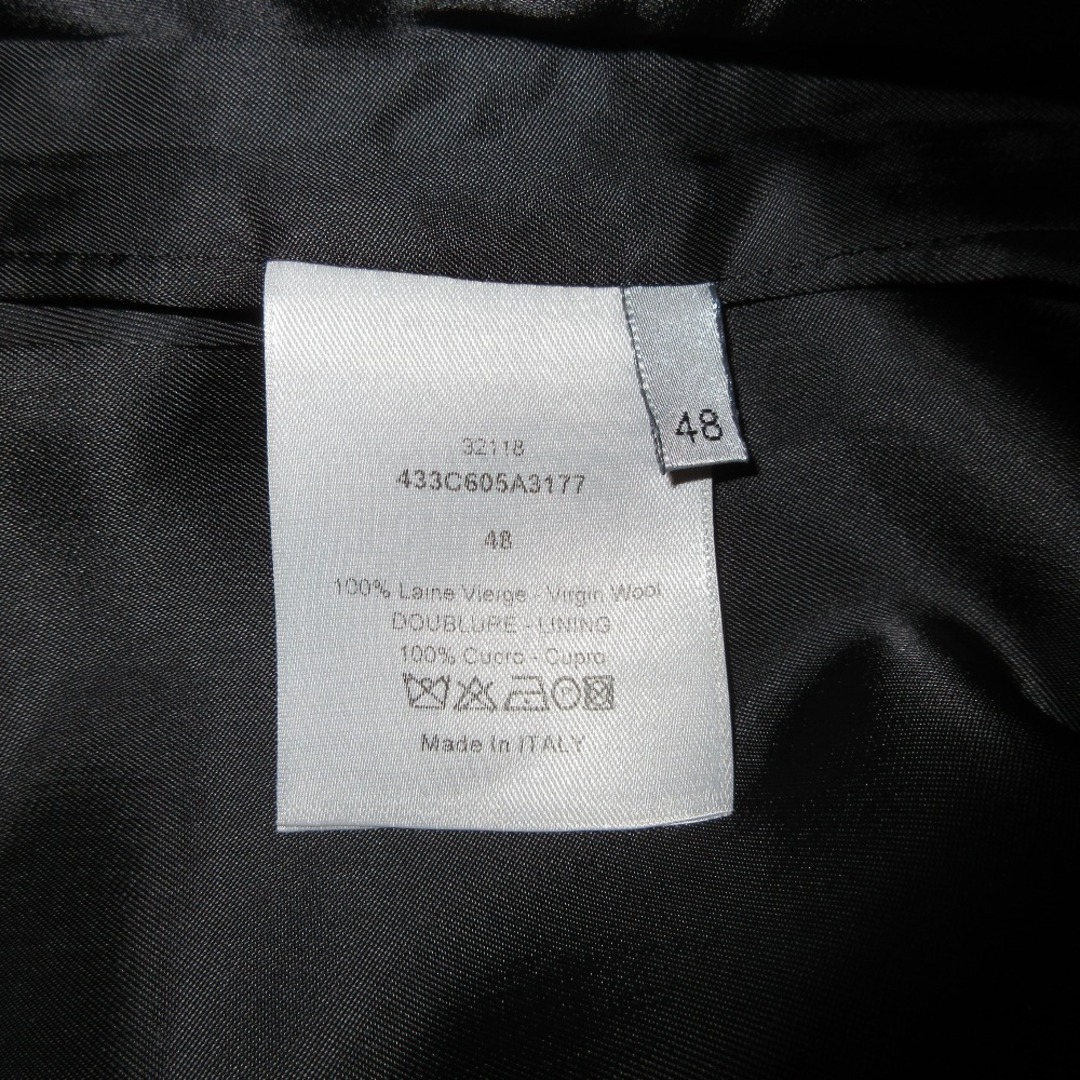 48
32118
433C605A3177
48
100% Laine Vierge - Virgin Wool
DOUBLURE - LINING
100% Cupro - Cupro
Made in ITALY